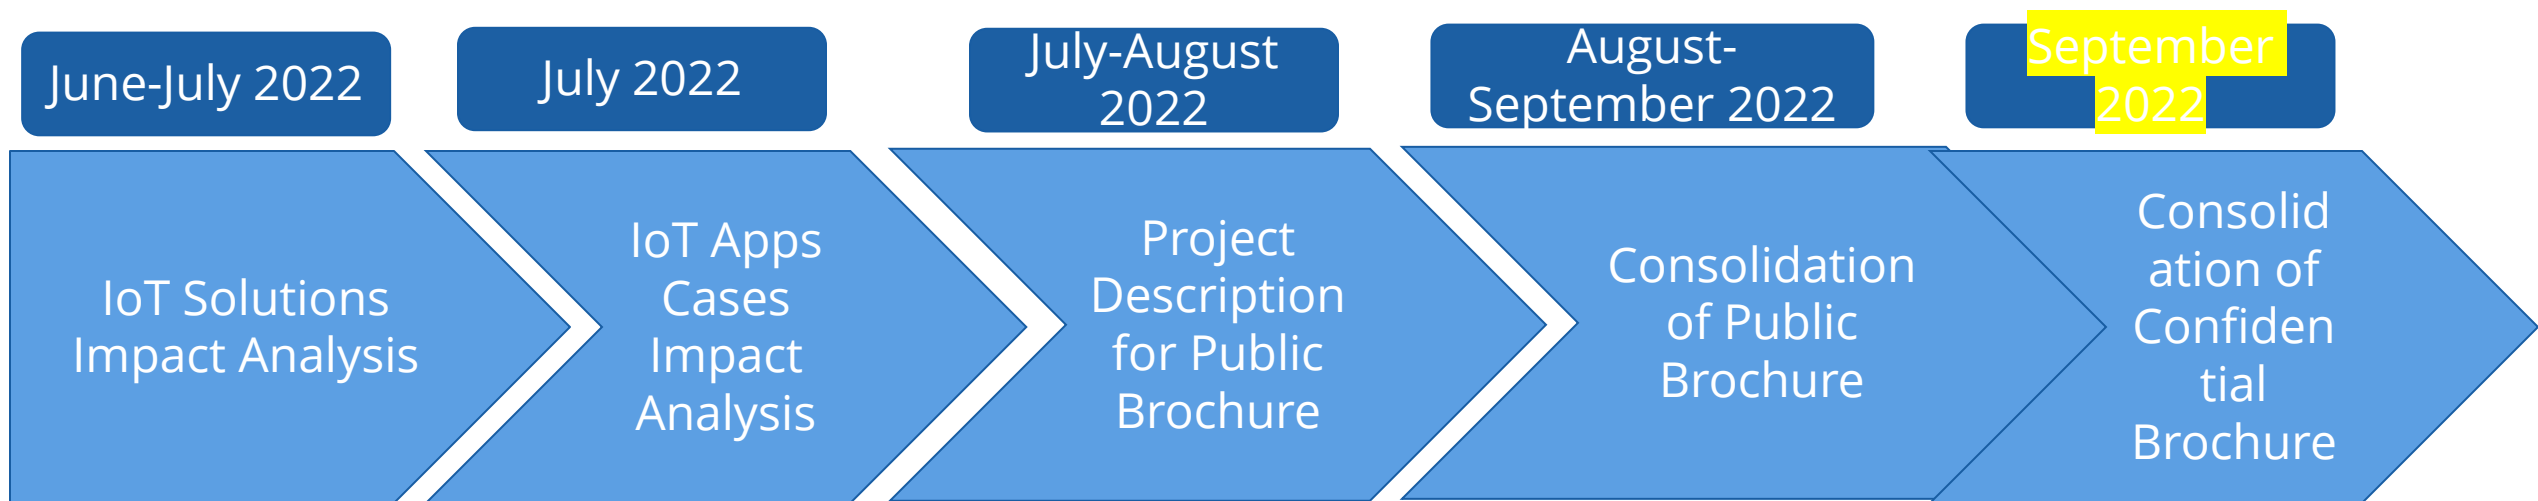 June-July 2022
July 2022
July-August
2022
August-
September 2022
September
2022
IoT Solutions
Impact Analysis
IoT Apps
Cases
Impact
Analysis
Project
Description
for Public
Brochure
Consolidation
of Public
Brochure
Consolid
ation of
Confiden
tial
Brochure